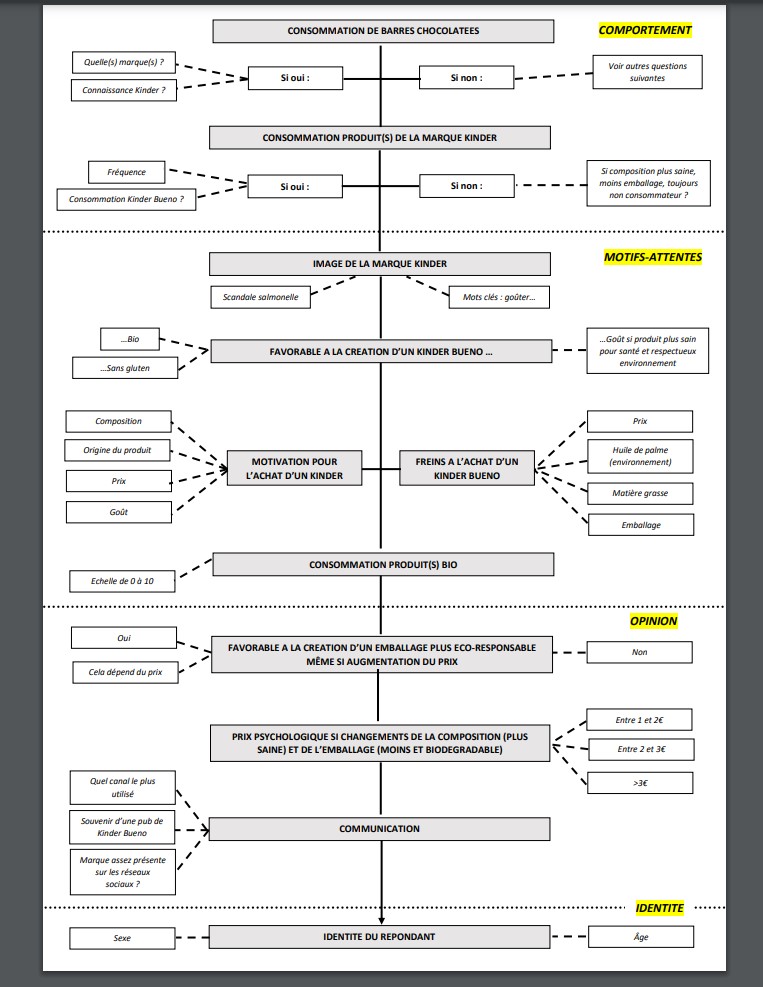 CONSOMMATION DE BARRES CHOCOLATEES
COMPORTEMENT
Quelle(s) marque(s) ?
Connaissance Kinder ?
Si oui :
Si non :
Voir autres questions
suivantes
CONSOMMATION PRODUIT(S) DE LA MARQUE KINDER
Fréquence
Consommation Kinder Bueno ?
Si oui :
Si non :
Si composition plus saine,
moins emballage, toujours
non consommateur ?
IMAGE DE LA MARQUE KINDER
MOTIFS-ATTENTES
Scandale salmonelle
Mots clés : goûter…
…Bio
…Sans gluten
FAVORABLE A LA CREATION D’UN KINDER BUENO …
…Goût si produit plus sain
pour santé et respectueux
environnement
Composition
Origine du produit
Prix
Goût
MOTIVATION POUR
L’ACHAT D’UN KINDER
FREINS A L’ACHAT D’UN
KINDER BUENO
Prix
Huile de palme
(environnement)
Matière grasse
Emballage
CONSOMMATION PRODUIT(S) BIO
Echelle de 0 à 10
OPINION
Oui
Cela dépend du prix
FAVORABLE A LA CREATION D’UN EMBALLAGE PLUS ECO-RESPONSABLE
MÊME SI AUGMENTATION DU PRIX
Non
PRIX PSYCHOLOGIQUE SI CHANGEMENTS DE LA COMPOSITION (PLUS
SAINE) ET DE L’EMBALLAGE (MOINS ET BIODEGRADABLE)
Entre 1 et 2€
Entre 2 et 3€
>3€
Quel canal le plus
utilisé
Souvenir d’une pub de
Kinder Bueno
Marque assez présente
sur les réseaux
sociaux ?
COMMUNICATION
IDENTITE
Sexe
IDENTITE DU REPONDANT
Âge